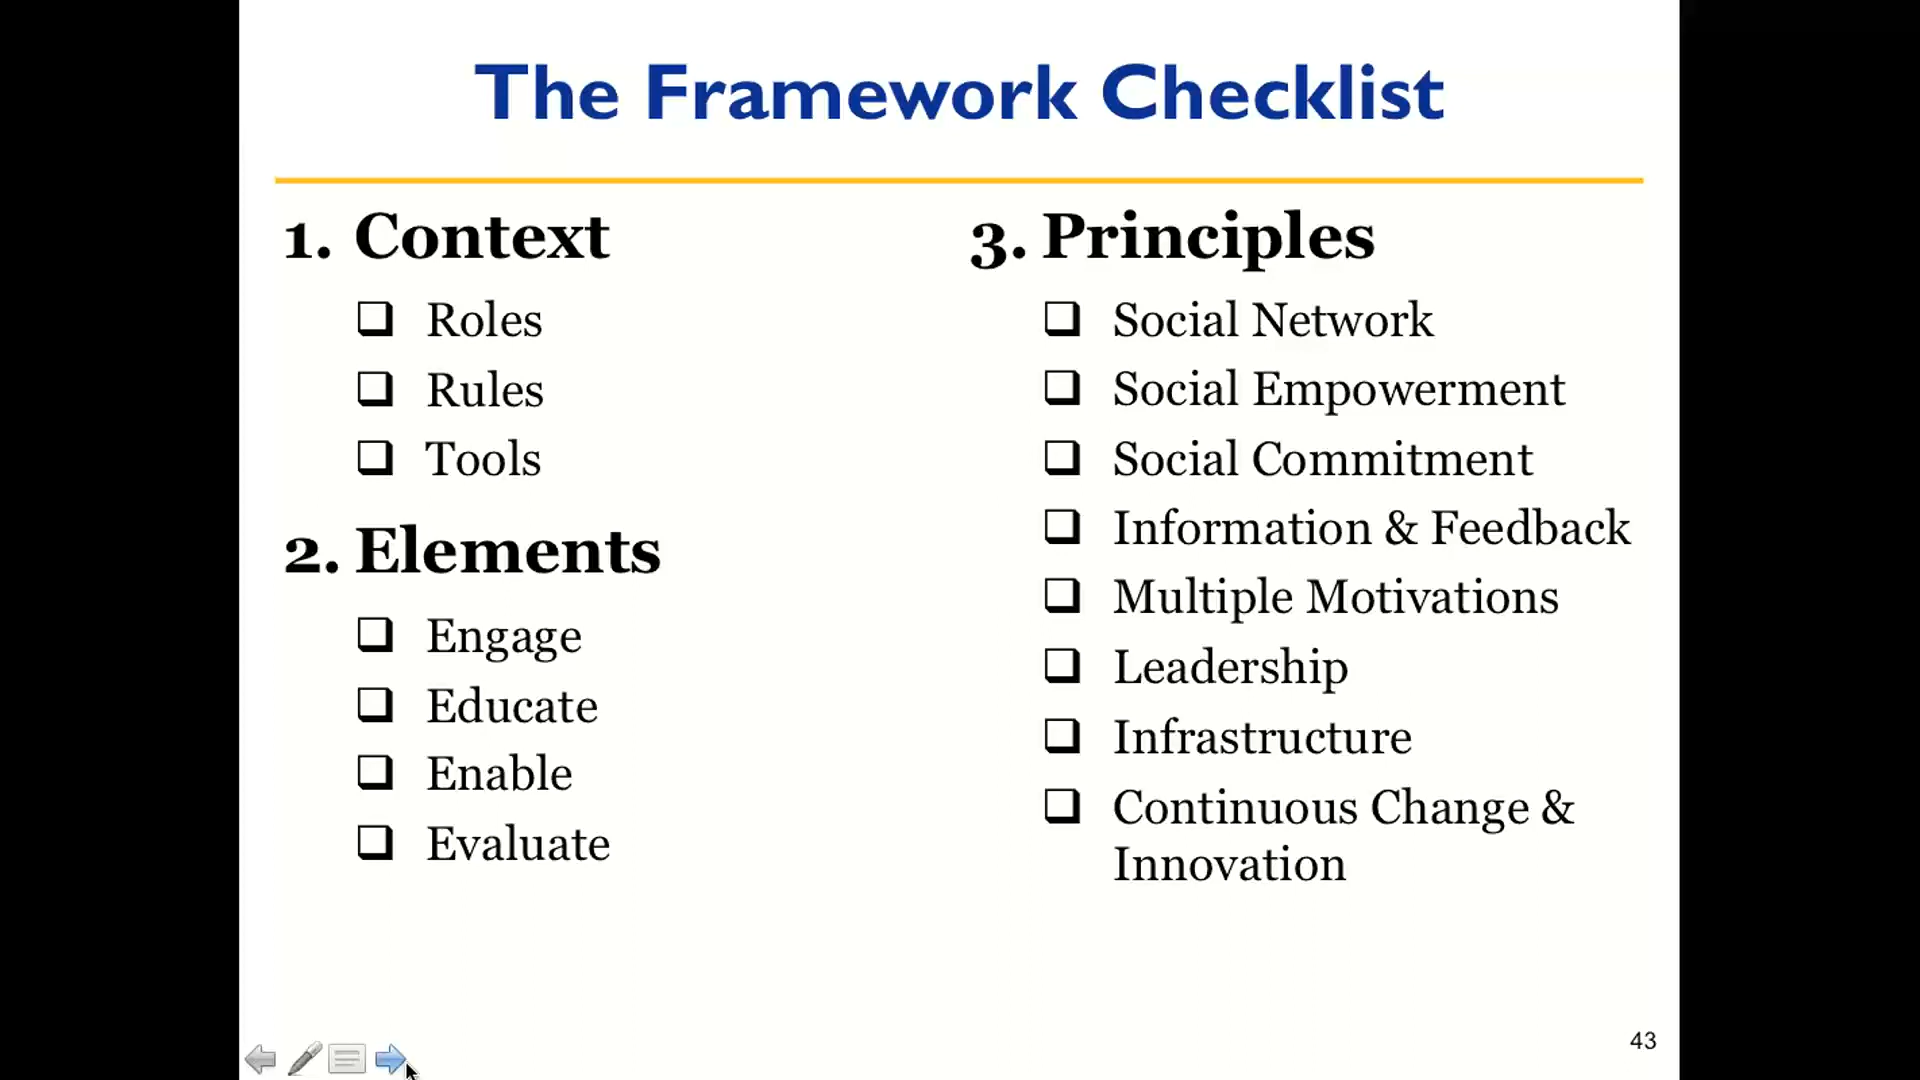 The Framework Checklist
1. Context
Roles
Rules
Tools
2. Elements
Engage
Educate
Enable
Evaluate
3. Principles
Social Network
Social Empowerment
Social Commitment
Information & Feedback
Multiple Motivations
Leadership
Infrastructure
Continuous Change &
Innovation
43